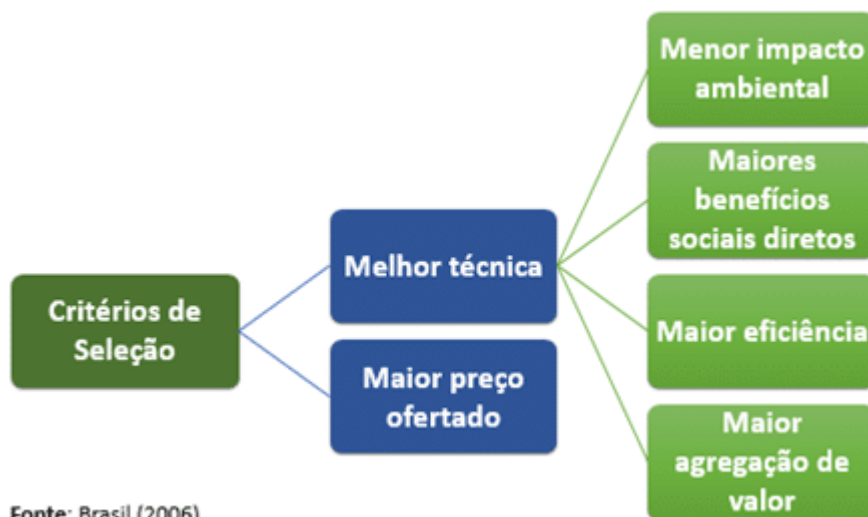 Critérios de
Seleção
Melhor técnica
Maior preço
ofertado
Menor impacto
ambiental
Maiores
benefícios
sociais diretos
Maior eficiência
Maior
agregação de
valor
Fonte: Brasil (2006)